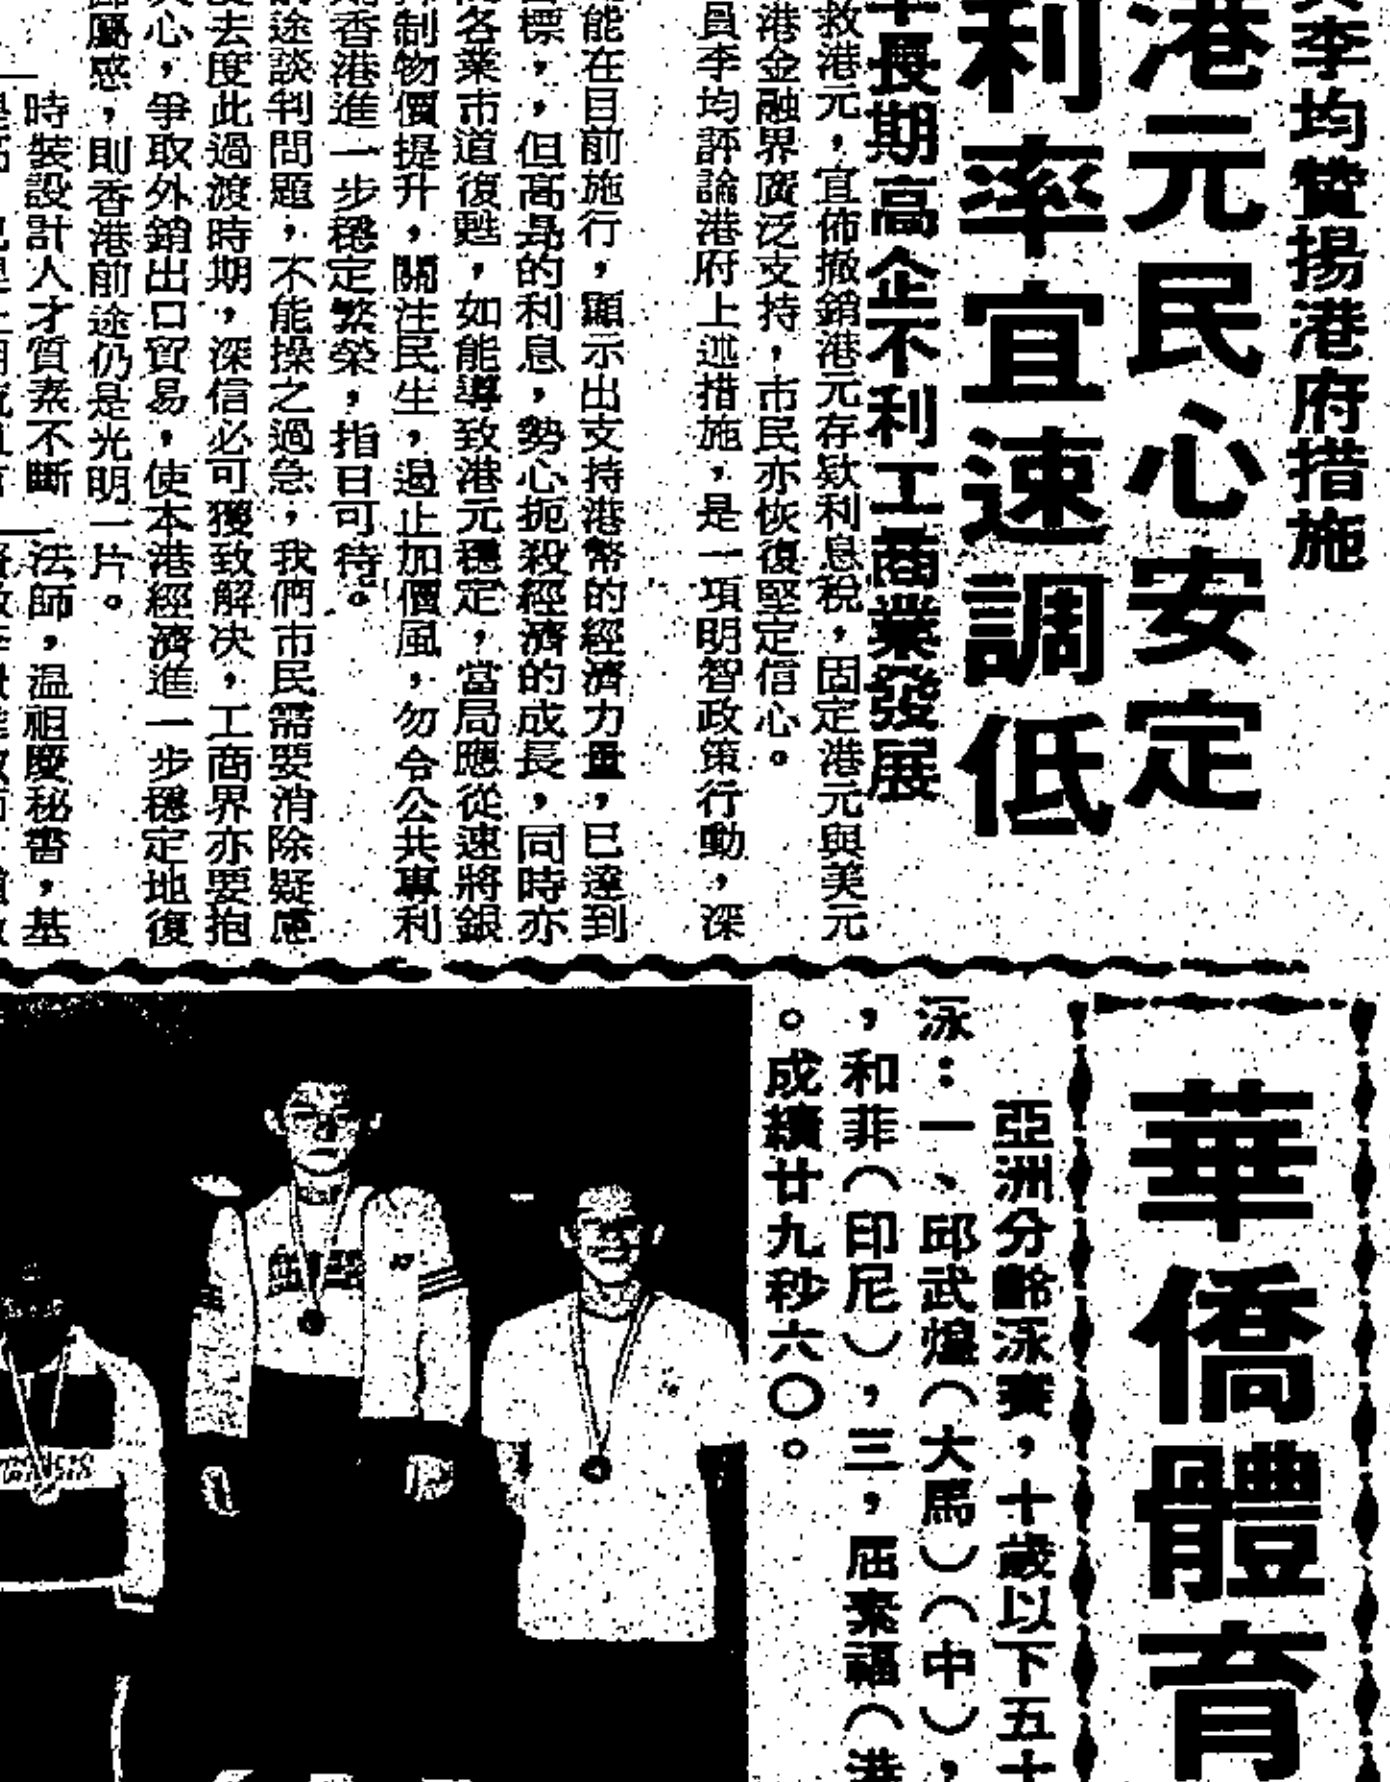 李均贊揚港府措施
港元民心安定
利率宜速調低
長期高企不利工商業發展
救港元，宣佈撤銷港元存欵利息稅，固定港元與美元
港金融界廣泛支持，市民亦恢復堅定信心。
員李均評論港府上述措施，是一項明智政策行動，深
能在目前施行，顯示出支持港幣的經濟力量，已達到
標，，但高昻的利息，勢心扼殺經濟的成長，同時亦
各業市道復甦，如能導致港元穩定，當局應從速將銀
制物價提升，關注民生，遏止加價風，勿令公共專利
香港進一步穩定繁榮，指日可待。
途談判問題，不能操之過急，我們市民需要消除疑慮
去度此過渡時期，深信必可獲致解决，工商界亦要抱
心，爭取外銷出口貿易，使本港經濟進一步穩定地復
屬感，則香港前途仍是光明一片。
時裝設計人才質素不斷
法師，温祖慶秘書，基
華僑體育
亞洲分齡泳賽，十歲以下五十
泳：一、邱武煌（大馬）（中），
，和菲（印尼），三，屈素福（港
。成績廿九秒六〇。